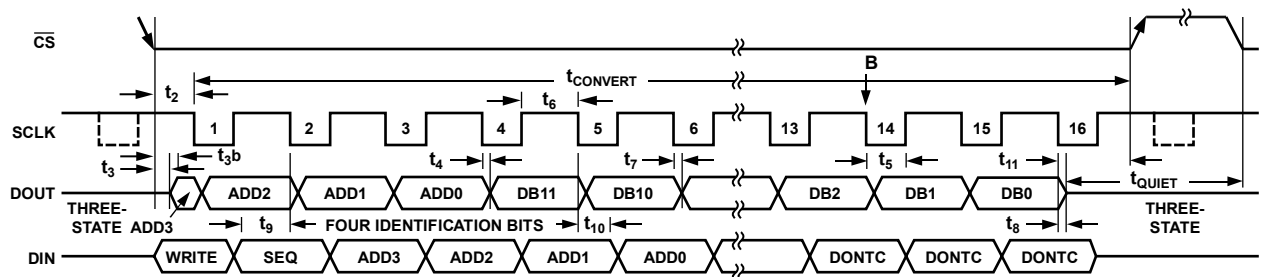 CS
B
tCONVERT
t2
t6
SCLK
1 2 3 4 5 6 13 14 15 16
t3b
t3
t4
t7
t5
t11
tQUIET
DOUT
ADD2 ADD1 ADD0 DB11 DB10 DB2 DB1 DB0
THREE-
STATE
ADD3
t9
FOUR IDENTIFICATION BITS
t10
t8
THREE-
STATE
DIN
WRITE SEQ ADD3 ADD2 ADD1 ADD0 DONTC DONTC DONTC